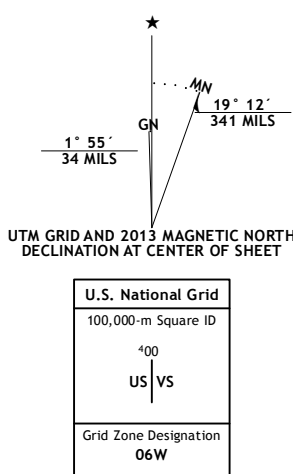 ★
MN
GN
19° 12´
341 MILS
1° 55´
34 MILS
UTM GRID AND 2013 MAGNETIC NORTH
DECLINATION AT CENTER OF SHEET
U.S. National Grid
100,000-m Square ID
⁴00
US VS
Grid Zone Designation
06W